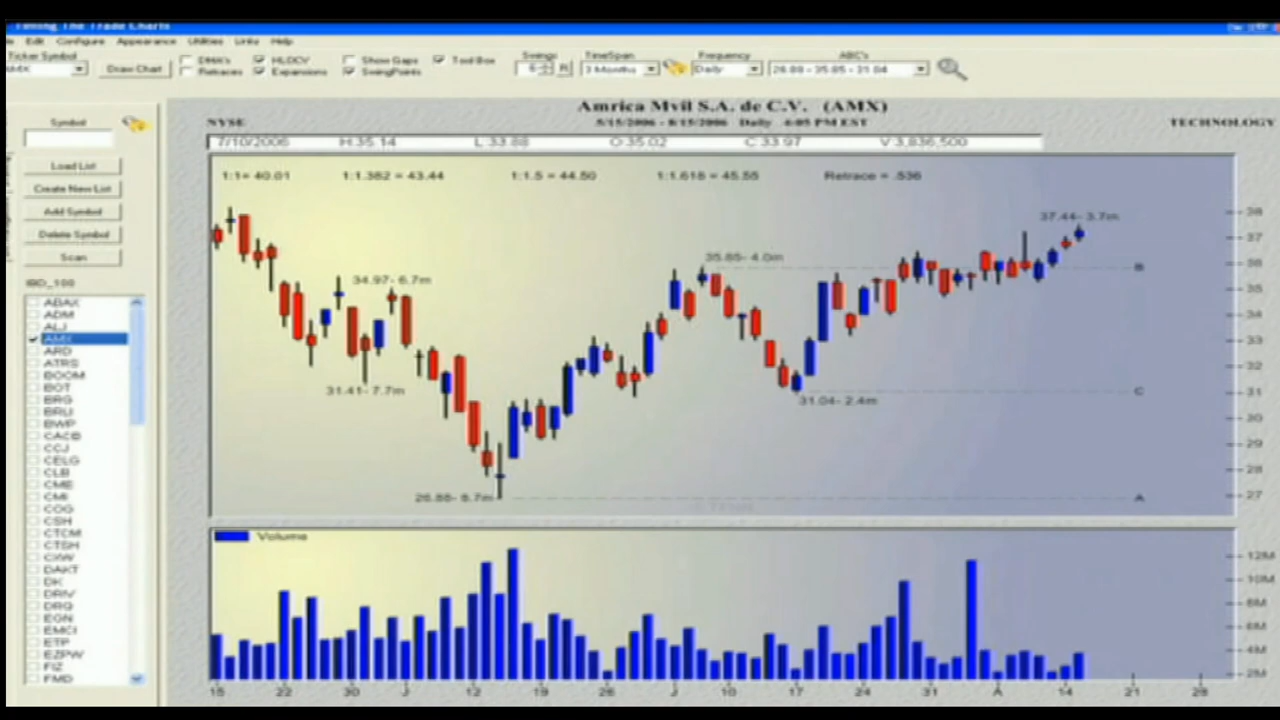 Timing The Trade Charts
Edit Configure Appearance Utilities Links Help
Ticker Symbol
AMX
Draw Chart
DMA's
Retraces
HLOCV
Expansions
Show Gaps
SwingPoints
Tool Box
Swings
6
R
TimeSpan
3 Months
Frequency
Daily
ABC's
26.88 - 35.85 - 31.04
Symbol
Load List
Create New List
Add Symbol
Delete Symbol
Scan
IBD_100
ABAX
ADM
ALJ
AMX
ARD
ATRS
BOOM
BOT
BRG
BRLI
BWP
CACB
CCJ
CELG
CLB
CME
CMI
COG
CSH
CTCM
CTSH
CXW
DAKT
DK
DRIV
DRQ
EGN
EMCI
ETP
EZPW
FIZ
FMD
Amrica Mvil S.A. de C.V. (AMX)
NYSE
5/15/2006 - 8/15/2006 Daily 4:05 PM EST
TECHNOLOGY
7/10/2006 H:35.14 L:33.88 O:35.02 C:33.97 V:3,836,500
1:1= 40.01 1:1.382 = 43.44 1:1.5 = 44.50 1:1.618 = 45.55 Retrace = .536
37.44- 3.7m
35.85- 4.0m
34.97- 6.7m
31.41- 7.7m
31.04- 2.4m
26.88- 8.7m
B
C
A
38
37
36
35
34
33
32
31
30
29
28
27
Volume
12M
10M
8M
6M
4M
2M
15 22 30 J 12 19 26 J 10 17 24 31 A 14 21 28